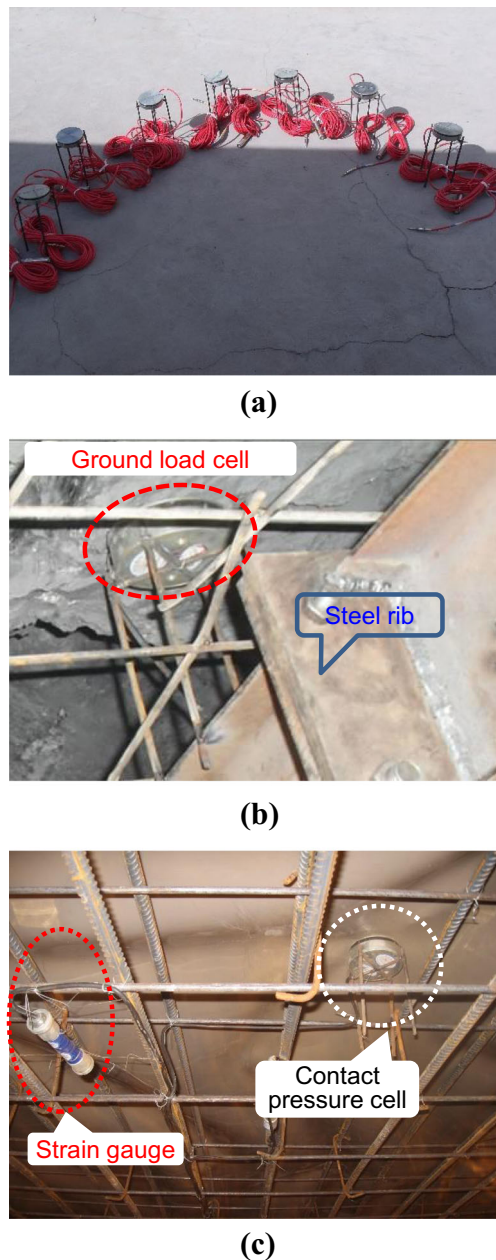 (a)
Ground load cell
Steel rib
(b)
Contact
pressure cell
Strain gauge
(c)